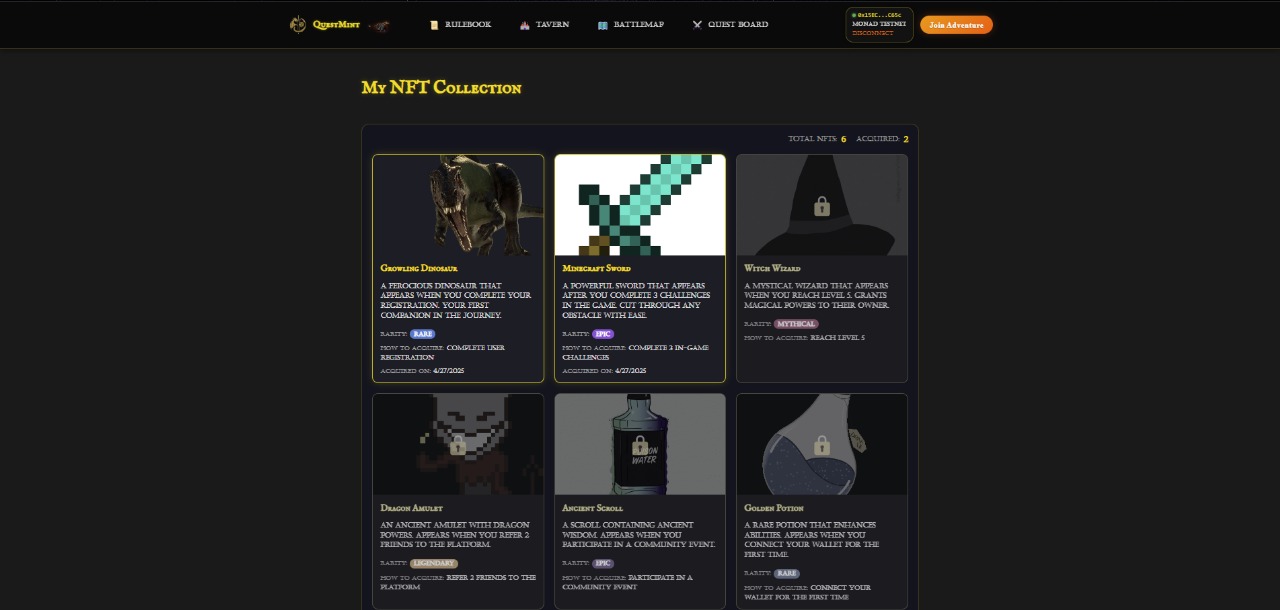 QuestMint
RULEBOOK
TAVERN
BATTLEMAP
QUEST BOARD
0x15EC...C65c
MONAD TESTNET
DISCONNECT
Join Adventure
My NFT Collection
TOTAL NFTS: 6 ACQUIRED: 2
Growling Dinosaur
A FEROCIOUS DINOSAUR THAT
APPEARS WHEN YOU COMPLETE YOUR
REGISTRATION. YOUR FIRST
COMPANION IN THE JOURNEY.
RARITY: RARE
HOW TO ACQUIRE: COMPLETE USER
REGISTRATION
ACQUIRED ON: 4/27/2025
Minecraft Sword
A POWERFUL SWORD THAT APPEARS
AFTER YOU COMPLETE 3 CHALLENGES
IN THE GAME. CUT THROUGH ANY
OBSTACLE WITH EASE.
RARITY: EPIC
HOW TO ACQUIRE: COMPLETE 3 IN-GAME
CHALLENGES
ACQUIRED ON: 4/27/2025
Witch Wizard
A MYSTICAL WIZARD THAT APPEARS
WHEN YOU REACH LEVEL 5. GRANTS
MAGICAL POWERS TO THEIR OWNER.
RARITY: MYTHICAL
HOW TO ACQUIRE: REACH LEVEL 5
Dragon Amulet
AN ANCIENT AMULET WITH DRAGON
POWERS. APPEARS WHEN YOU REFER 2
FRIENDS TO THE PLATFORM.
RARITY: LEGENDARY
HOW TO ACQUIRE: REFER 2 FRIENDS TO THE
PLATFORM
WATER
Ancient Scroll
A SCROLL CONTAINING ANCIENT
WISDOM. APPEARS WHEN YOU
PARTICIPATE IN A COMMUNITY EVENT.
RARITY: EPIC
HOW TO ACQUIRE: PARTICIPATE IN A
COMMUNITY EVENT
Golden Potion
A RARE POTION THAT ENHANCES
ABILITIES. APPEARS WHEN YOU
CONNECT YOUR WALLET FOR THE
FIRST TIME.
RARITY: RARE
HOW TO ACQUIRE: CONNECT YOUR
WALLET FOR THE FIRST TIME